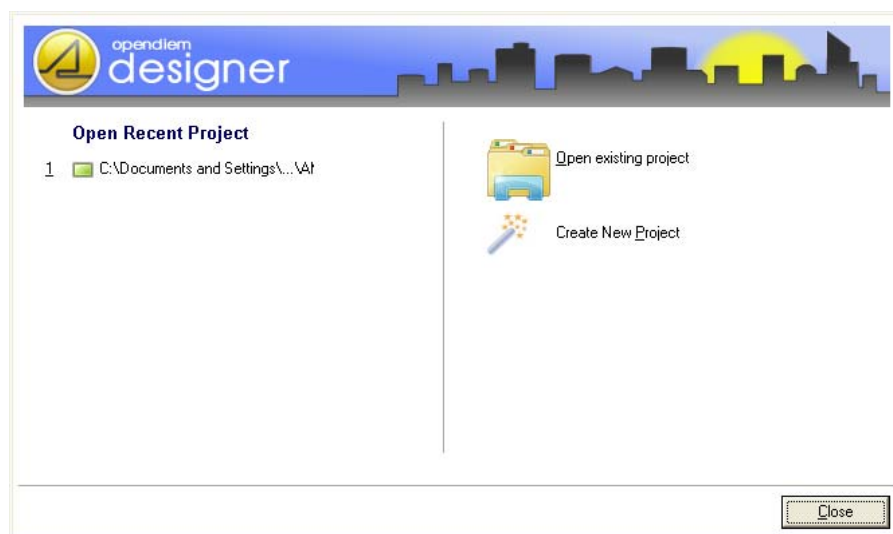 opendiem
designer
Open Recent Project
1 C:\Documents and Settings\...\
Open existing project
Create New Project
Close